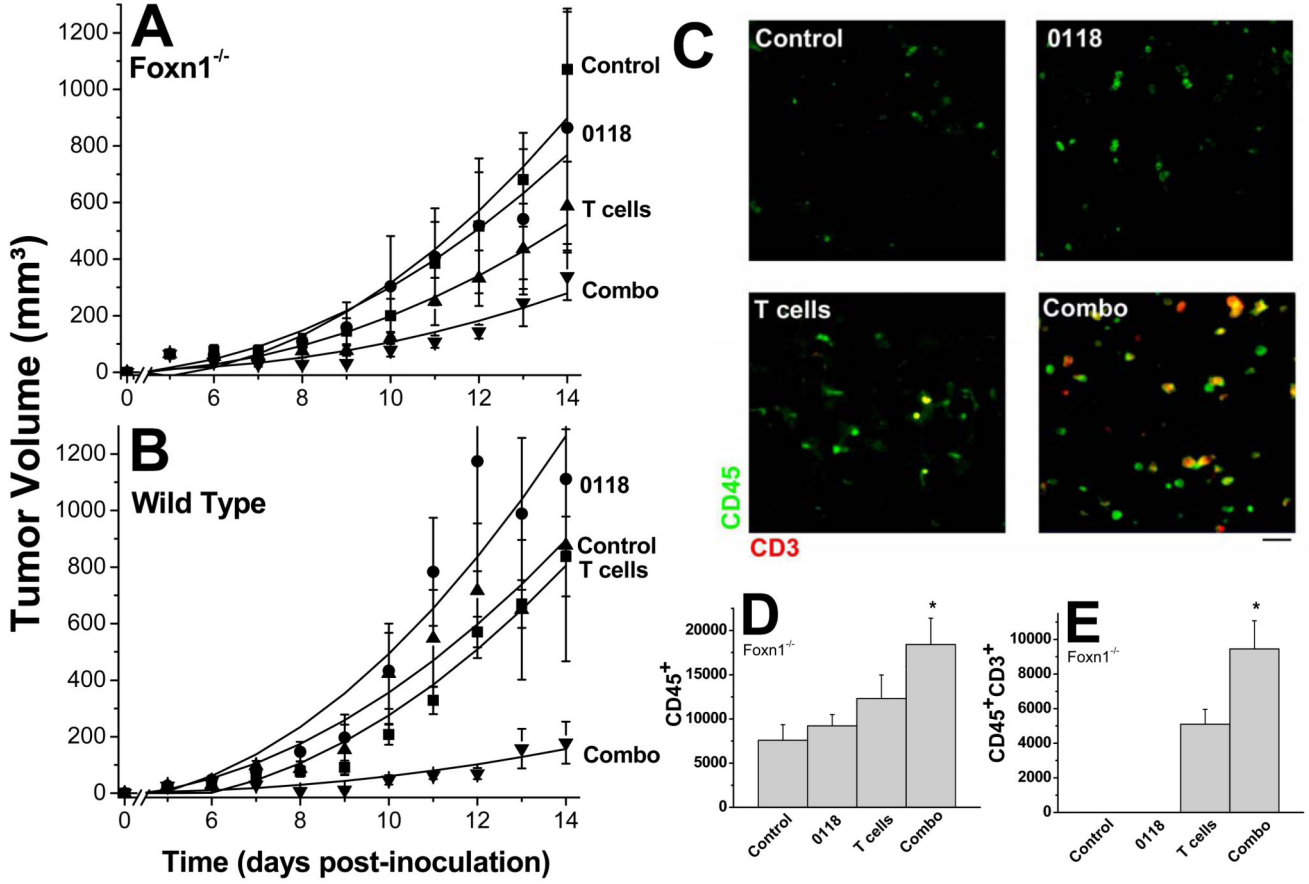 A
Foxn1-/-
1200
1000
800
600
400
200
0
Control
0118
T cells
Combo
0
6
8
10
12
14
B
Wild Type
1200
1000
800
600
400
200
0
0118
Control
T cells
Combo
0
6
8
10
12
14
Tumor Volume (mm³)
Time (days post-inoculation)
C
Control
0118
T cells
Combo
CD45
CD3
D
Foxn1-/-
*
CD45+
20000
15000
10000
5000
0
Control
0118
T cells
Combo
E
Foxn1-/-
*
CD45+CD3+
10000
8000
6000
4000
2000
0
Control
0118
T cells
Combo